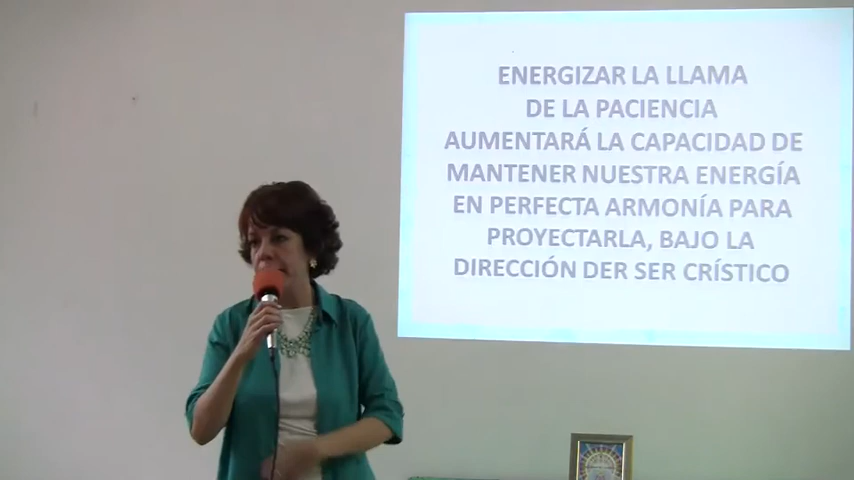 ENERGIZAR LA LLAMA
DE LA PACIENCIA
AUMENTARÁ LA CAPACIDAD DE
MANTENER NUESTRA ENERGÍA
EN PERFECTA ARMONÍA PARA
PROYECTARLA, BAJO LA
DIRECCIÓN DER SER CRÍSTICO